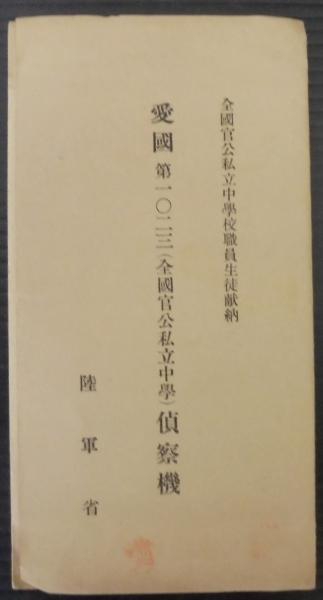 全國官公私立中學校職員生徒献納
愛國第一〇二三（全國官公私立中學）偵察機
陸軍省